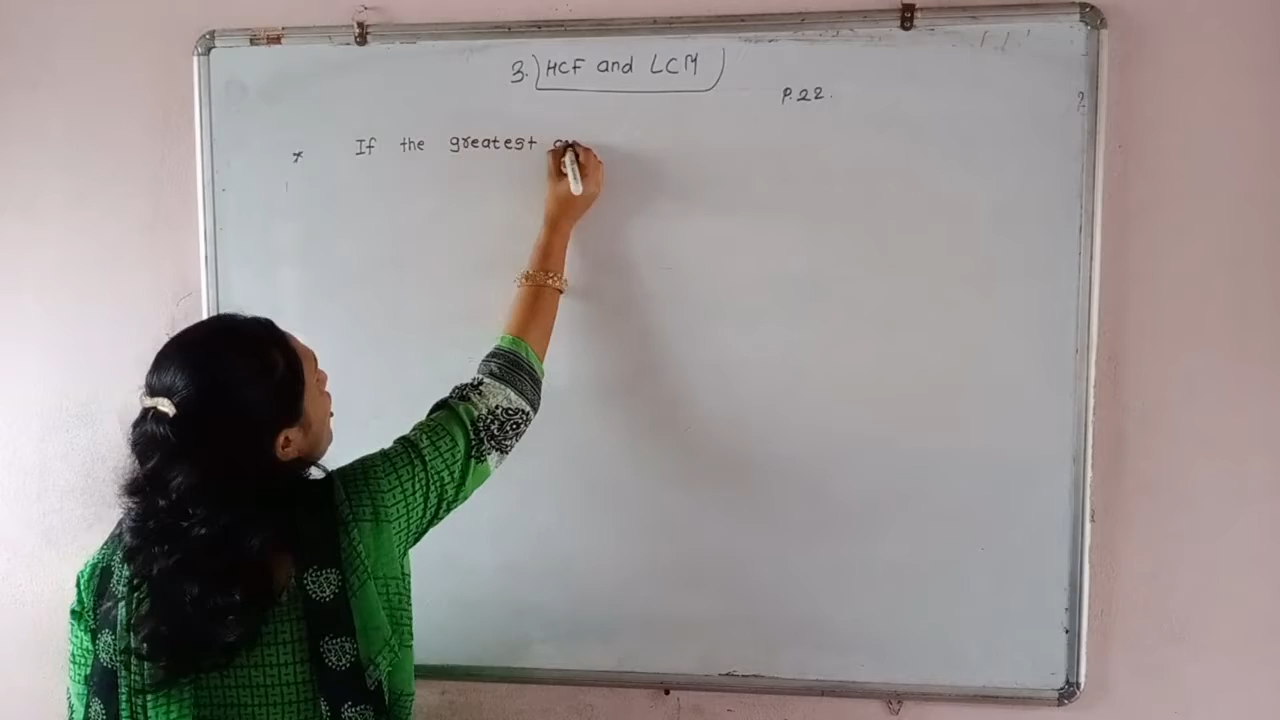 3. HCF and LCM
P.22.
* If the greatest